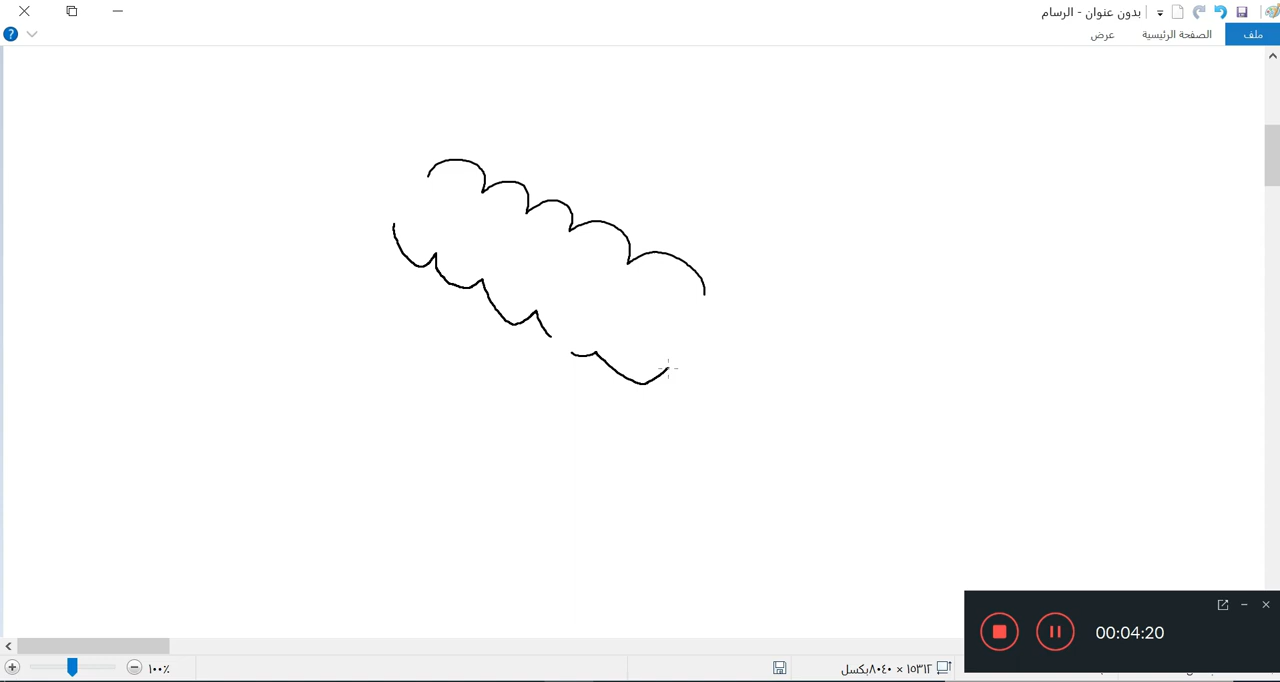 بدون عنوان - الرسام
ملف
الصفحة الرئيسية
عرض
00:04:20
١٠٠٪
١٥٣١٢ × ٨٠٤٠بكسل